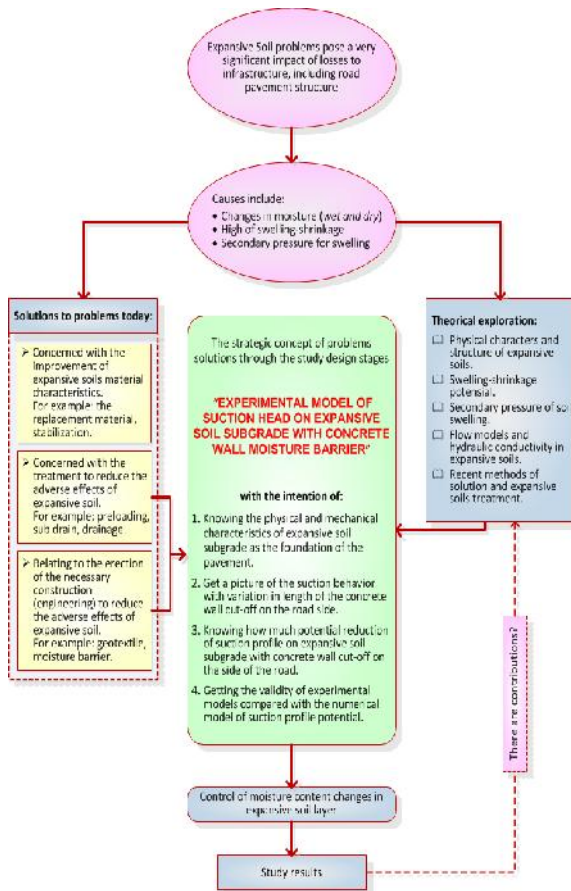 Expansive Soil problems pose a very
significant impact of losses to
infrastructure, including road
pavement structure
Causes include:
• Changes in moisture (wet and dry)
• High of swelling-shrinkage
• Secondary pressure for swelling
Solutions to problems today:
➢ Concerned with the
improvement of
expansive soils material
characteristics.
For example: the
replacement material,
stabilization.
➢ Concerned with the
treatment to reduce the
adverse effects of
expansive soil.
For example: preloading,
sub drain, drainage.
➢ Relating to the erection of
the necessary
construction
(engineering) to reduce
the adverse effects of
expansive soil.
For example: geotextile,
moisture barrier.
The strategic concept of problems
solutions through the study design stages
"EXPERIMENTAL MODEL OF
SUCTION HEAD ON EXPANSIVE
SOIL SUBGRADE WITH CONCRETE
WALL MOISTURE BARRIER"
with the intention of:
1. Knowing the physical and mechanical
characteristics of expansive soil
subgrade as the foundation of the
pavement.
2. Get a picture of the suction behavior
with variation in length of the concrete
wall cut-off on the road side.
3. Knowing how much potential reduction
of suction profile on expansive soil
subgrade with concrete wall cut-off on
the side of the road.
4. Getting the validity of experimental
models compared with the numerical
model of suction profile potential.
Theorical exploration:
Physical characters and
structure of expansive
soils.
Swelling-shrinkage
potensial.
Secondary pressure of soil
swelling.
Flow models and
hydraulic conductivity in
expansive soils.
Recent methods of
solution and expansive
soils treatment.
There are contributions?
Control of moisture content changes in
expansive soil layer
Study results